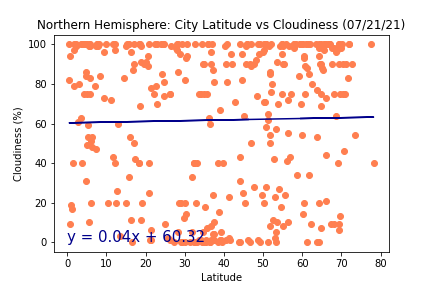 Northern Hemisphere: City Latitude vs Cloudiness (07/21/21)
100
80
60
40
20
0
Cloudiness (%)
y = 0.04x + 60.32
0 10 20 30 40 50 60 70 80
Latitude